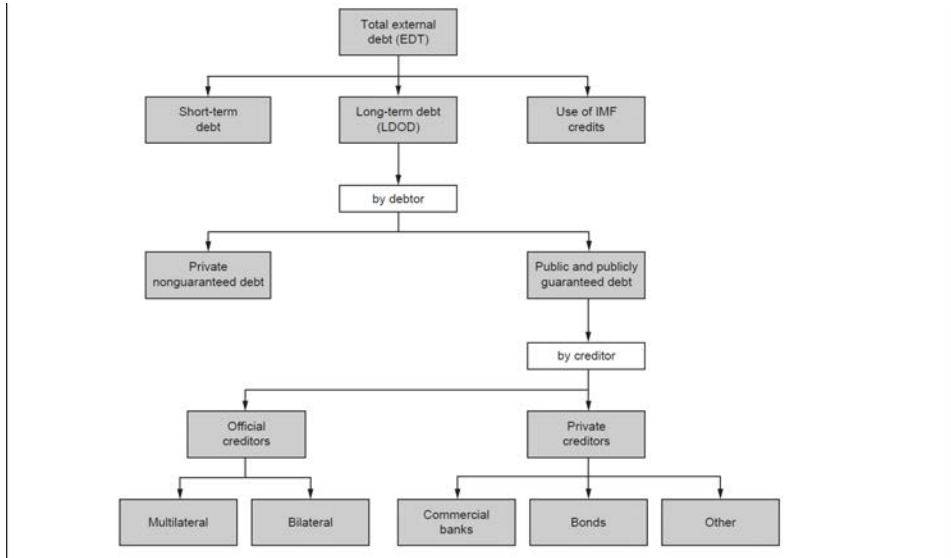 Total external
debt (EDT)
Short-term
debt
Long-term debt
(LDOD)
Use of IMF
credits
by debtor
Private
nonguaranteed debt
Public and publicly
guaranteed debt
by creditor
Official
creditors
Private
creditors
Multilateral
Bilateral
Commercial
banks
Bonds
Other